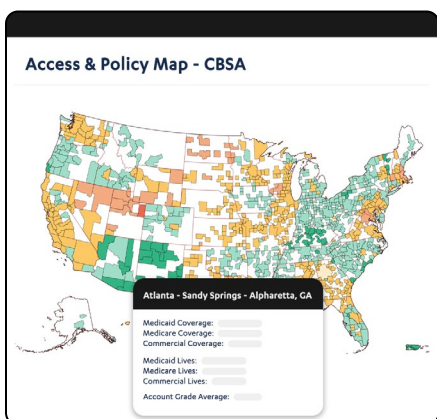 Access & Policy Map - CBSA
Atlanta - Sandy Springs - Alpharetta, GA
Medicaid Coverage:
Medicare Coverage:
Commercial Coverage:
Medicaid Lives:
Medicare Lives:
Commercial Lives:
Account Grade Average: